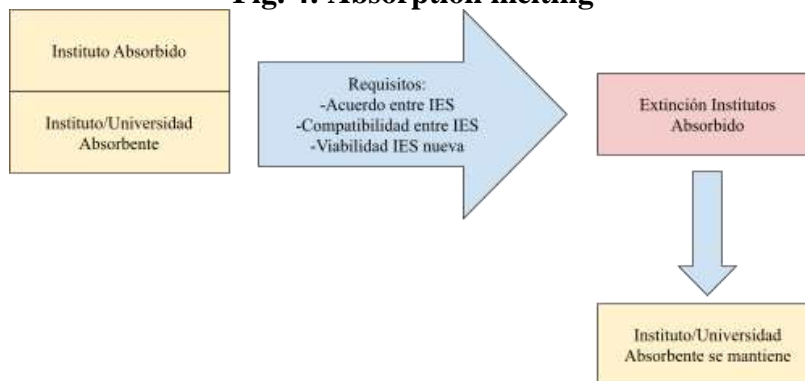 Fig. 4. Absorption melting
Instituto Absorbido
Instituto/Universidad
Absorbente
Requisitos:
-Acuerdo entre IES
-Compatibilidad entre IES
-Viabilidad IES nueva
Extinción Institutos
Absorbido
Instituto/Universidad
Absorbente se mantiene